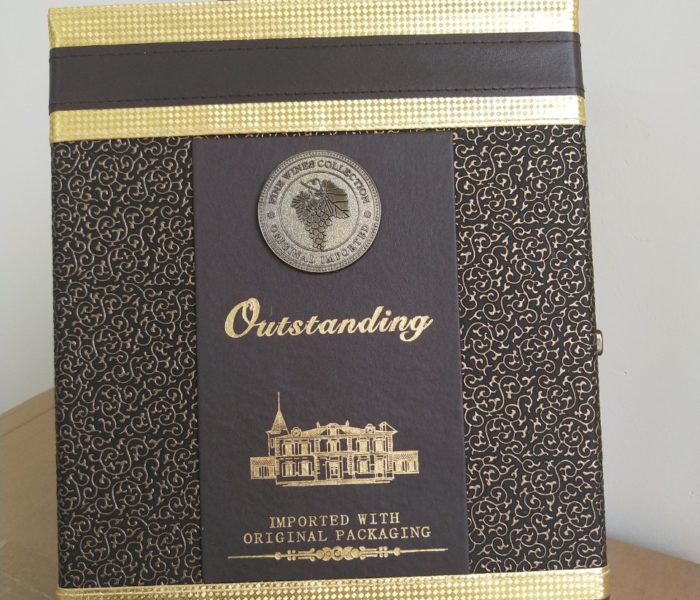 FINE WINES COLLECTION
ORIGINAL IMPORTED
Outstanding
IMPORTED WITH
ORIGINAL PACKAGING